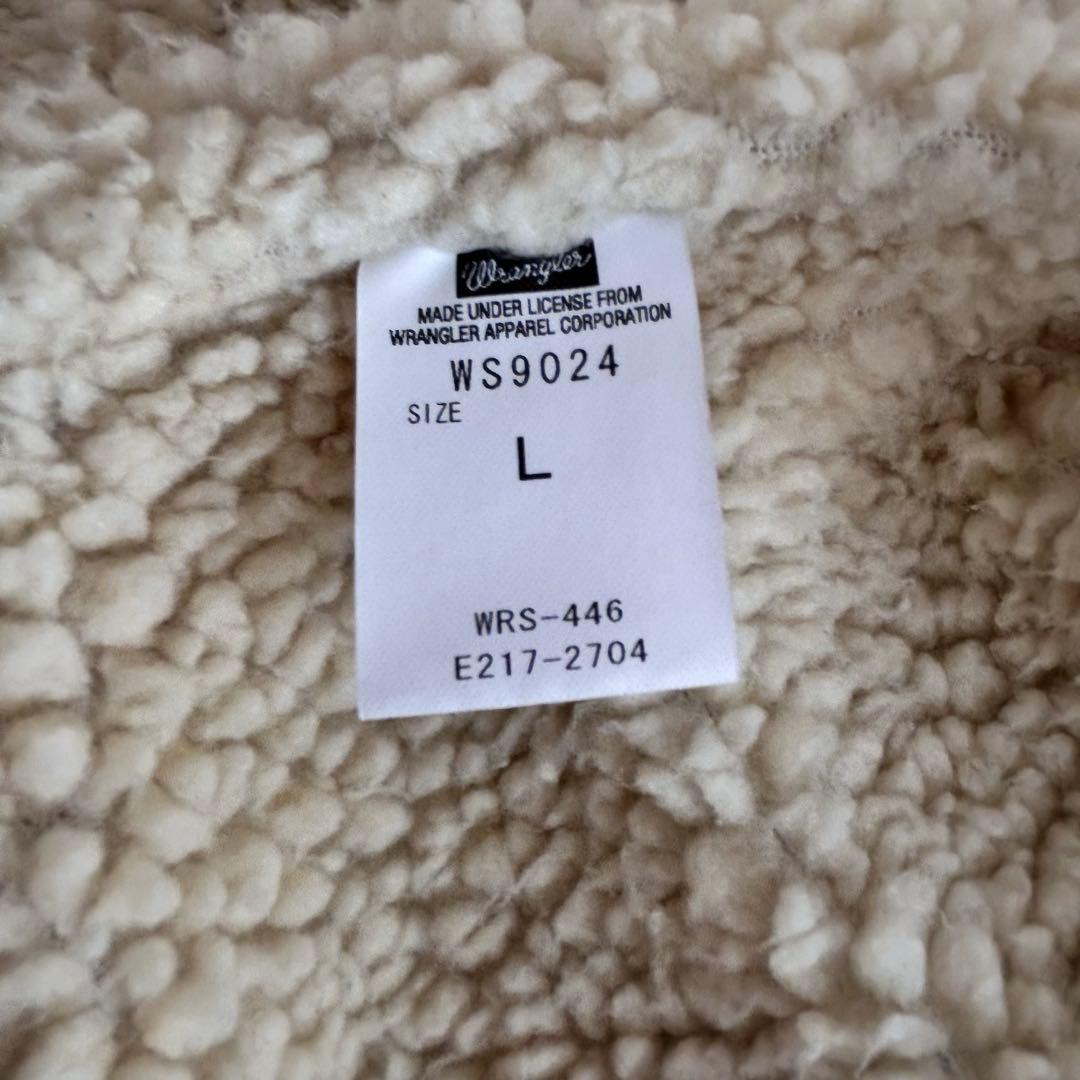 Wrangler
MADE UNDER LICENSE FROM
WRANGLER APPAREL CORPORATION
WS9024
SIZE
L
WRS-446
E217-2704